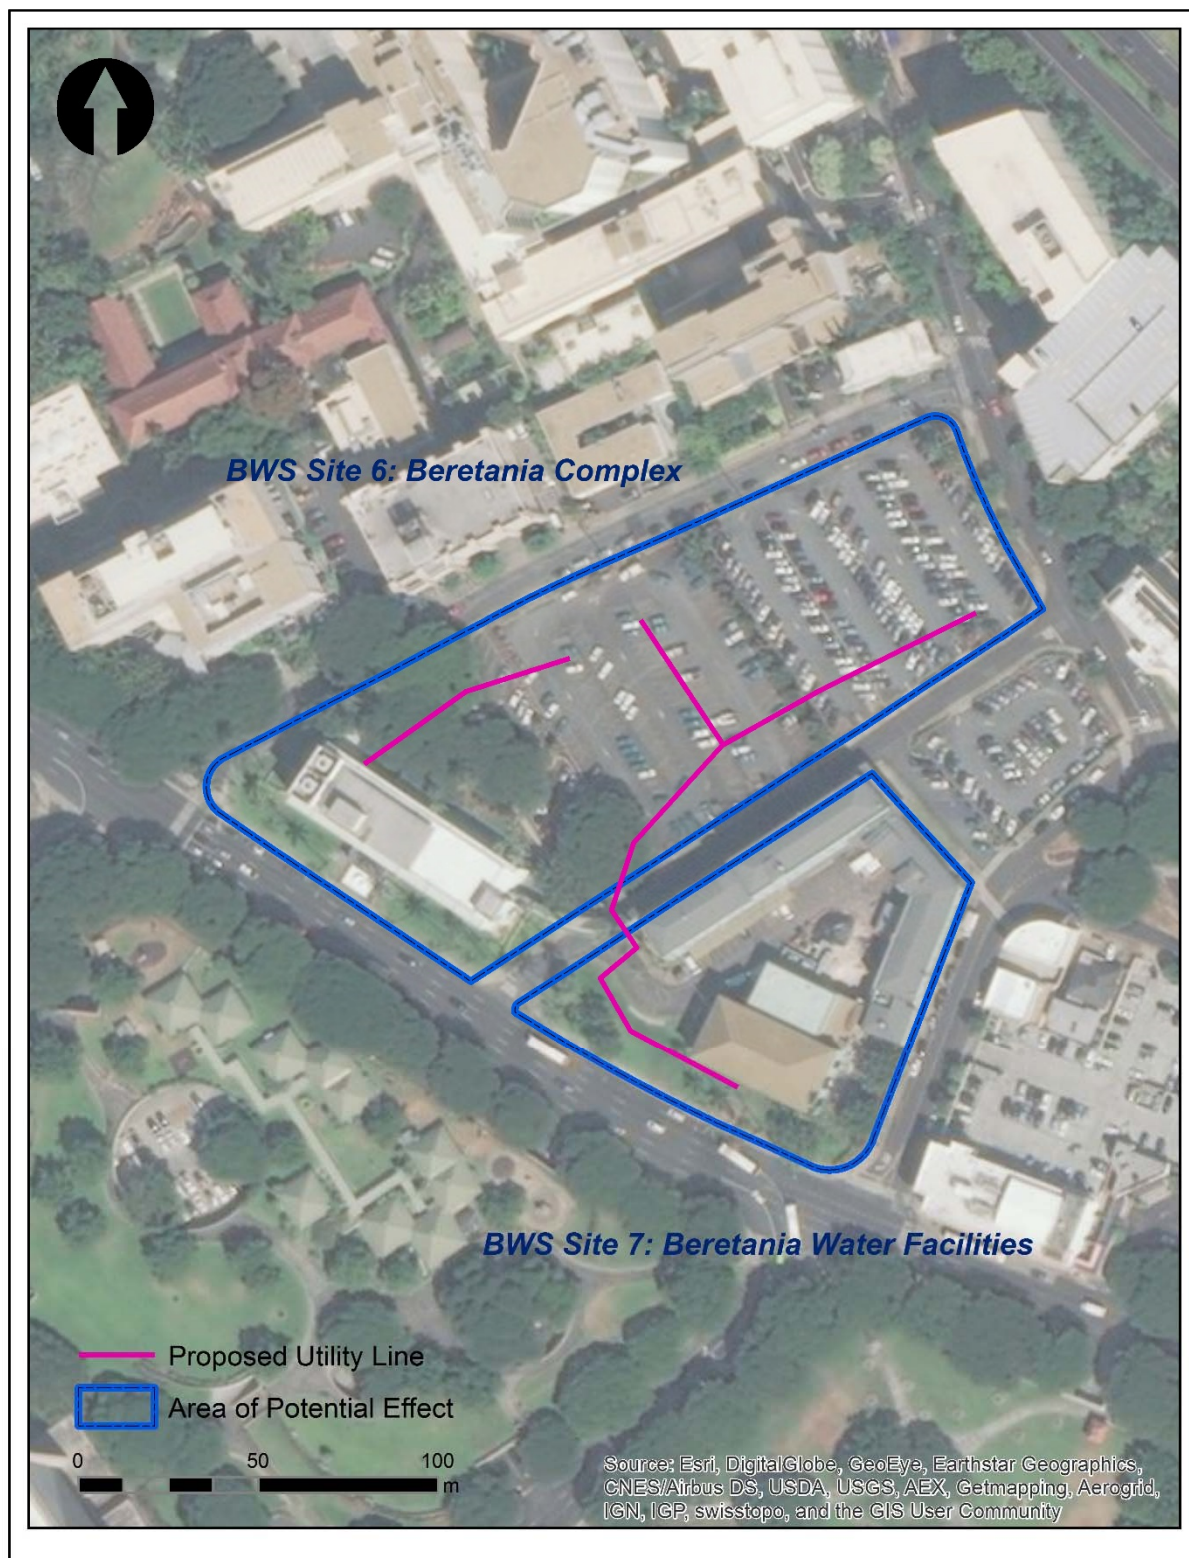 BWS Site 6: Beretania Complex
BWS Site 7: Beretania Water Facilities
Proposed Utility Line
Area of Potential Effect
0 50 100
m
Source: Esri, DigitalGlobe, GeoEye, Earthstar Geographics,
CNES/Airbus DS, USDA, USGS, AEX, Getmapping, Aerogrid,
IGN, IGP, swisstopo, and the GIS User Community